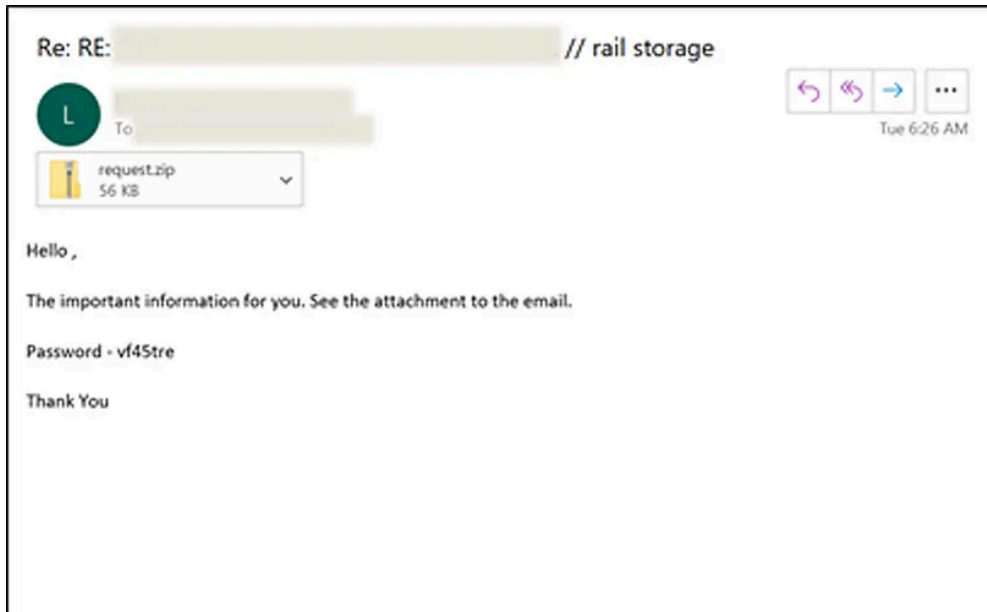 Re: RE: // rail storage
L
To
Tue 6:26 AM
request.zip
56 KB
Hello ,
The important information for you. See the attachment to the email.
Password - vf45tre
Thank You